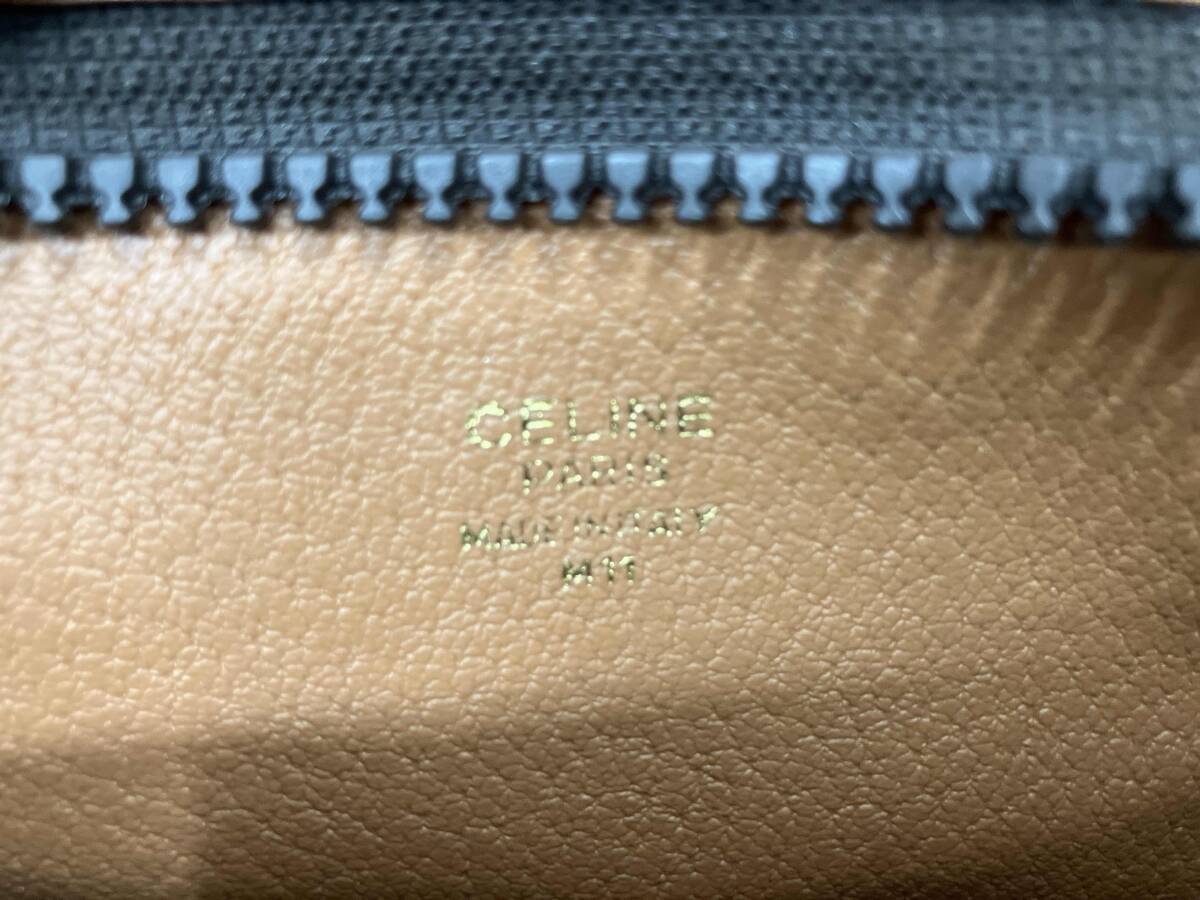 CELINE
PARIS
MADE IN ITALY
M11